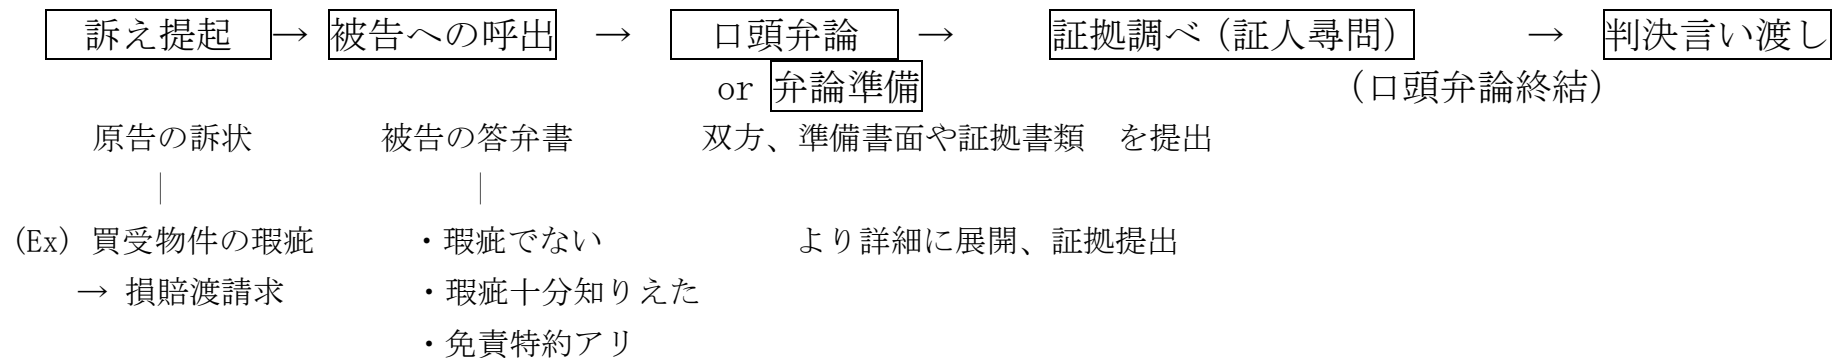 訴え提起 → 被告への呼出 → 口頭弁論 → 証拠調べ（証人尋問） → 判決言い渡し
or 弁論準備 （口頭弁論終結）
原告の訴状 被告の答弁書 双方、準備書面や証拠書類 を提出
｜ ｜
(Ex) 買受物件の瑕疵 ・瑕疵でない より詳細に展開、証拠提出
→ 損賠渡請求 ・瑕疵十分知りえた
・免責特約アリ